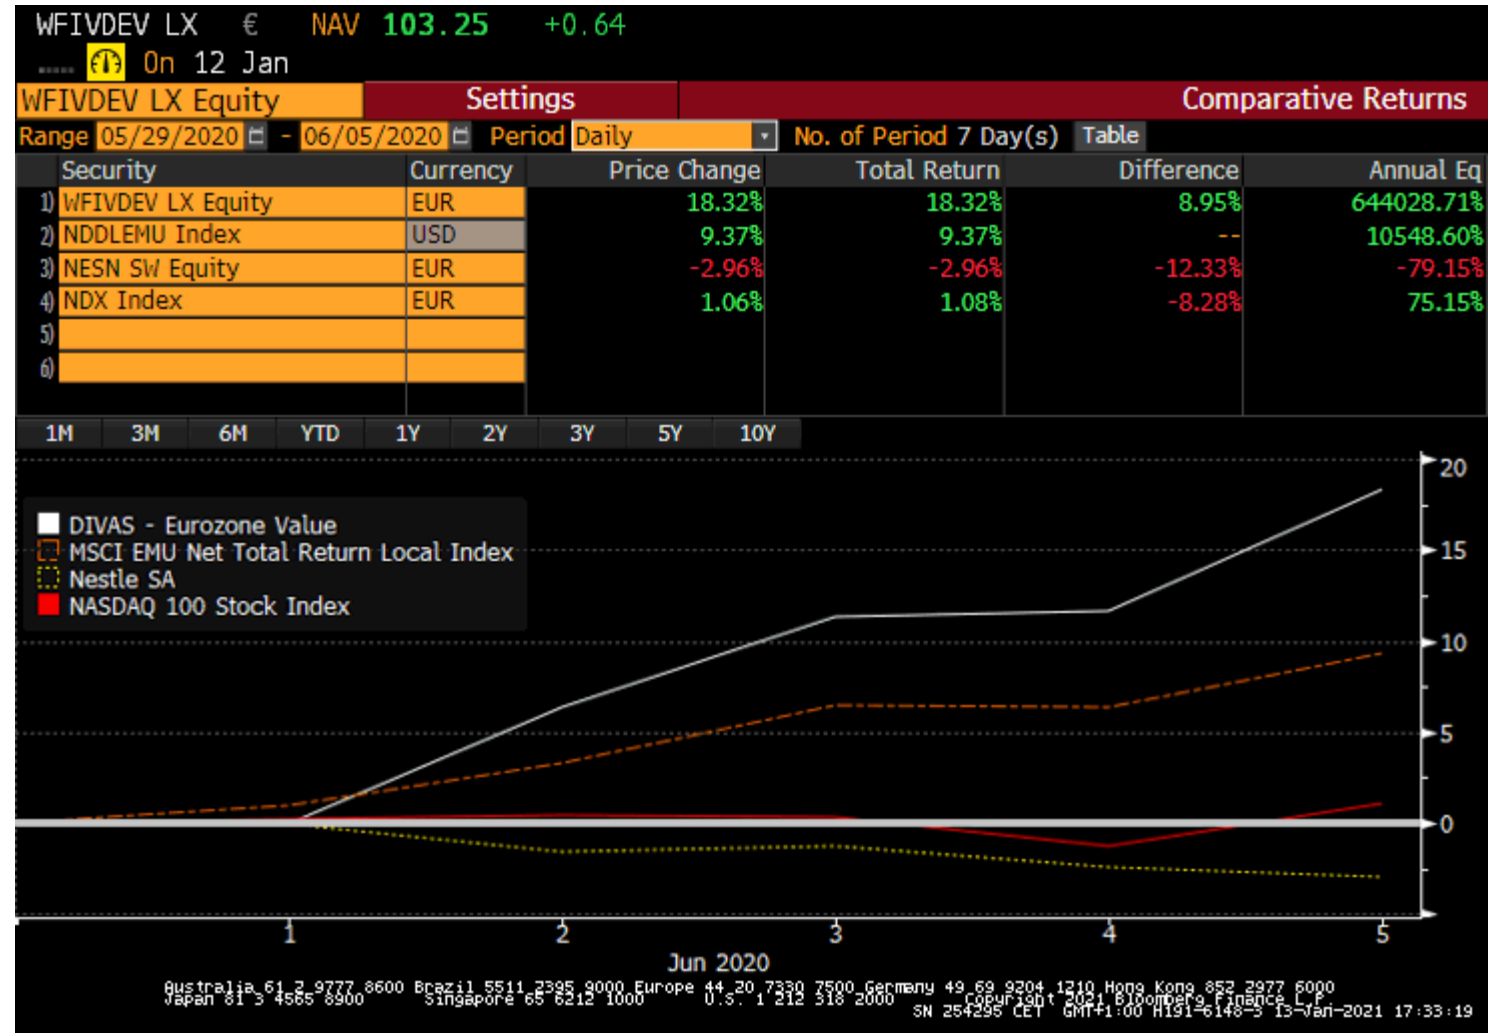 WFIVDEV LX € NAV 103.25 +0.64
On 12 Jan
WFIVDEV LX Equity Settings Comparative Returns
Range 05/29/2020 - 06/05/2020 Period Daily No. of Period 7 Day(s) Table
Security Currency Price Change Total Return Difference Annual Eq
1) WFIVDEV LX Equity EUR 18.32% 18.32% 8.95% 644028.71%
2) NDDLEMU Index USD 9.37% 9.37% -- 10548.60%
3) NESN SW Equity EUR -2.96% -2.96% -12.33% -79.15%
4) NDX Index EUR 1.06% 1.08% -8.28% 75.15%
5)
6)
1M 3M 6M YTD 1Y 2Y 3Y 5Y 10Y
20
DIVAS - Eurozone Value
MSCI EMU Net Total Return Local Index
15
Nestle SA
NASDAQ 100 Stock Index
10
5
0
1 2 3 4 5
Jun 2020
Australia 61 2 9777 8600 Brazil 5511 2395 9000 Europe 44 20 7330 7500 Germany 49 69 9204 1210 Hong Kong 852 2977 6000
Japan 81 3 4565 8900 Singapore 65 6212 1000 U.S. 1 212 318 2000 Copyright 2021 Bloomberg Finance L.P.
SN 254295 CET GMT+1:00 H191-6148-3 13-Jan-2021 17:33:19